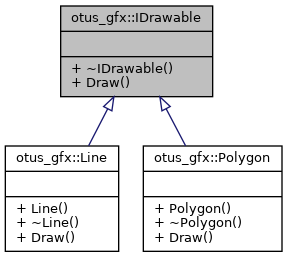 otus_gfx::IDrawable
+ ~IDrawable()
+ Draw()
otus_gfx::Line
+ Line()
+ ~Line()
+ Draw()
otus_gfx::Polygon
+ Polygon()
+ ~Polygon()
+ Draw()